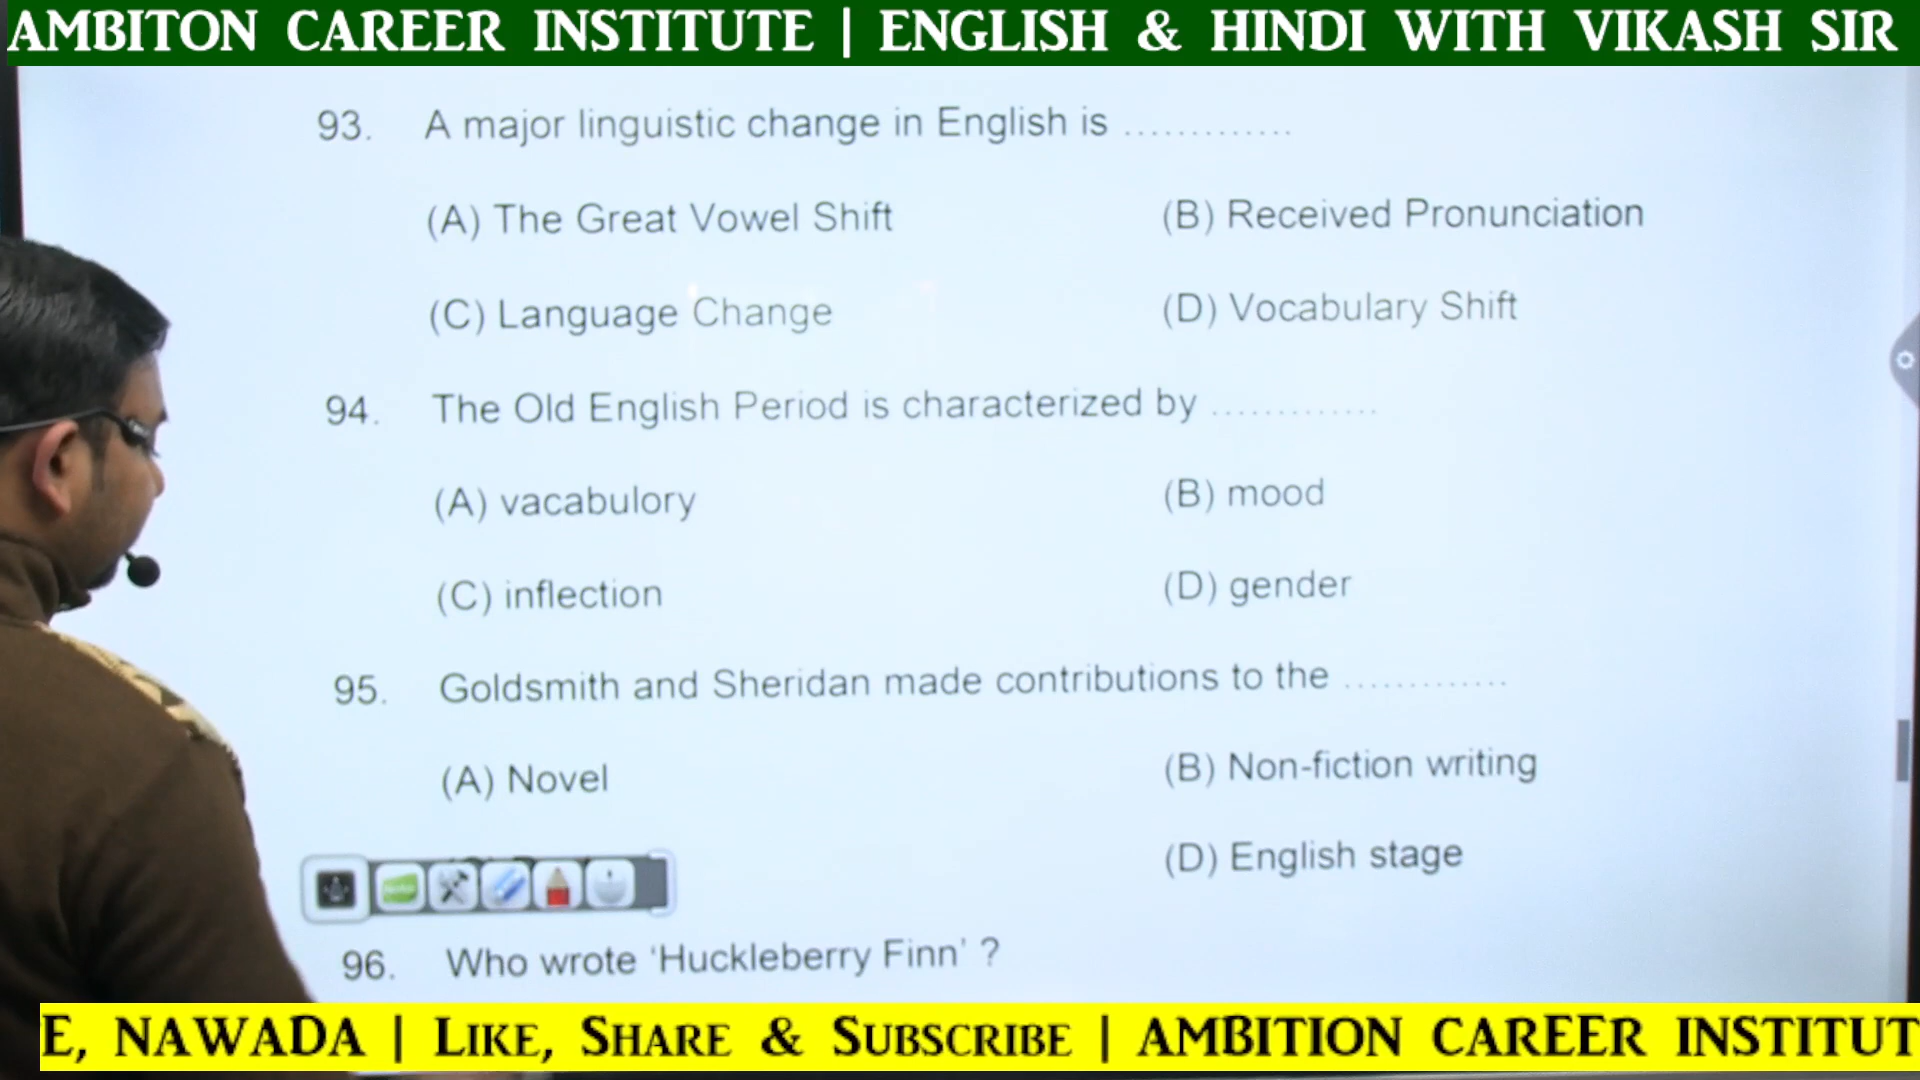 AMBITON CAREER INSTITUTE | ENGLISH & HINDI WITH VIKASH SIR
93. A major linguistic change in English is .............
(A) The Great Vowel Shift (B) Received Pronunciation
(C) Language Change (D) Vocabulary Shift
94. The Old English Period is characterized by .............
(A) vacabulory (B) mood
(C) inflection (D) gender
95. Goldsmith and Sheridan made contributions to the .............
(A) Novel (B) Non-fiction writing
(D) English stage
96. Who wrote ‘Huckleberry Finn’ ?
E, NAWADA | LIKE, SHARE & SUBSCRIBE | AMBITION CAREER INSTITUT